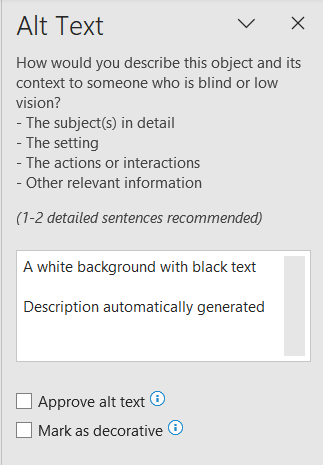 Alt Text
How would you describe this object and its
context to someone who is blind or low
vision?
- The subject(s) in detail
- The setting
- The actions or interactions
- Other relevant information
(1-2 detailed sentences recommended)
A white background with black text
Description automatically generated
Approve alt text
Mark as decorative